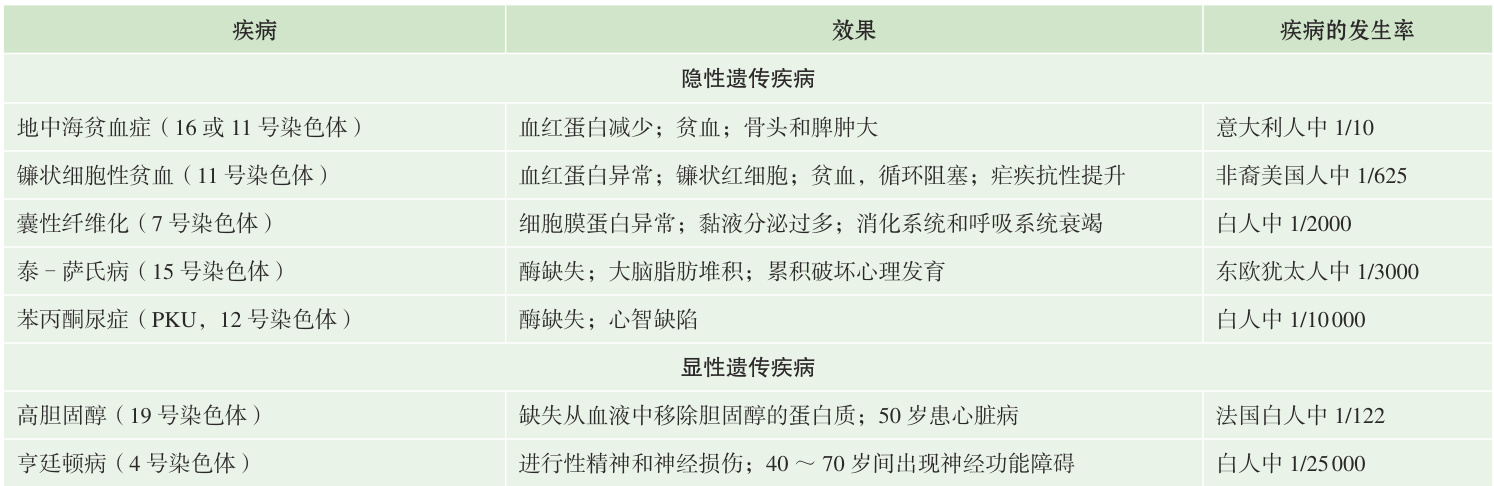 疾病 效果 疾病的发生率
隐性遗传疾病
地中海贫血症（16 或 11 号染色体） 血红蛋白减少；贫血；骨头和脾肿大 意大利人中 1/10
镰状细胞性贫血（11 号染色体） 血红蛋白异常；镰状红细胞；贫血，循环阻塞；疟疾抗性提升 非裔美国人中 1/625
囊性纤维化（7 号染色体） 细胞膜蛋白异常；黏液分泌过多；消化系统和呼吸系统衰竭 白人中 1/2000
泰–萨氏病（15 号染色体） 酶缺失；大脑脂肪堆积；累积破坏心理发育 东欧犹太人中 1/3000
苯丙酮尿症（PKU，12 号染色体） 酶缺失；心智缺陷 白人中 1/10 000
显性遗传疾病
高胆固醇（19 号染色体） 缺失从血液中移除胆固醇的蛋白质；50 岁患心脏病 法国白人中 1/122
亨廷顿病（4 号染色体） 进行性精神和神经损伤；40 ～ 70 岁间出现神经功能障碍 白人中 1/25 000